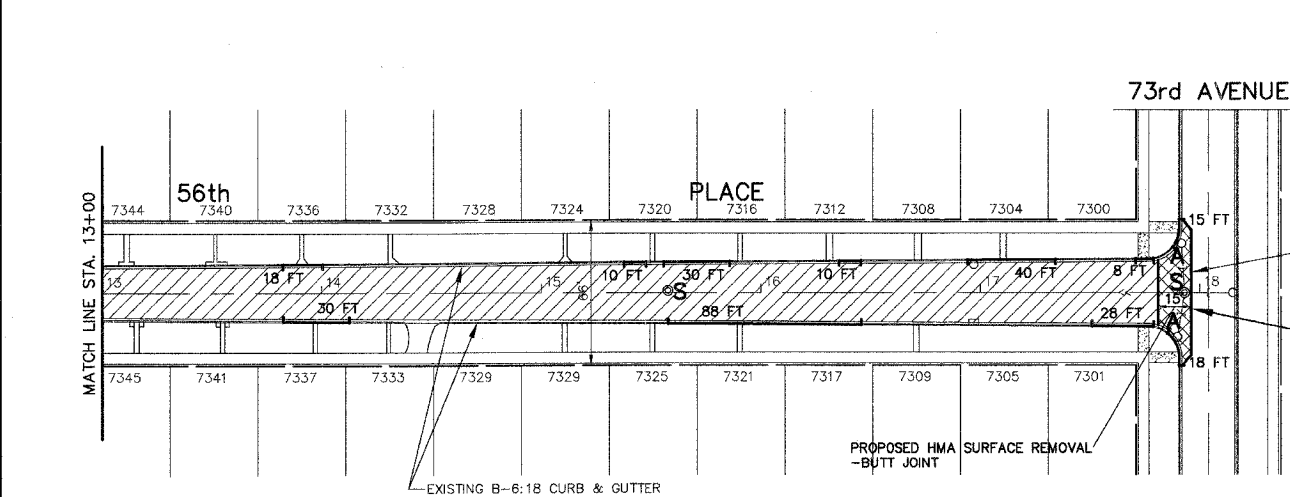 73rd AVENUE
56th PLACE
7344 7340 7336 7332 7328 7324 7320 7316 7312 7308 7304 7300
15 FT
MATCH LINE STA. 13+00
18 FT 10 FT 30 FT 10 FT 40 FT 8 FT
A
13 14 15 16 17 18
66
S
S
15
30 FT 88 FT 28 FT
A
18 FT
7345 7341 7337 7333 7329 7329 7325 7321 7317 7309 7305 7301
PROPOSED HMA SURFACE REMOVAL
-BUTT JOINT
EXISTING B-6:18 CURB & GUTTER